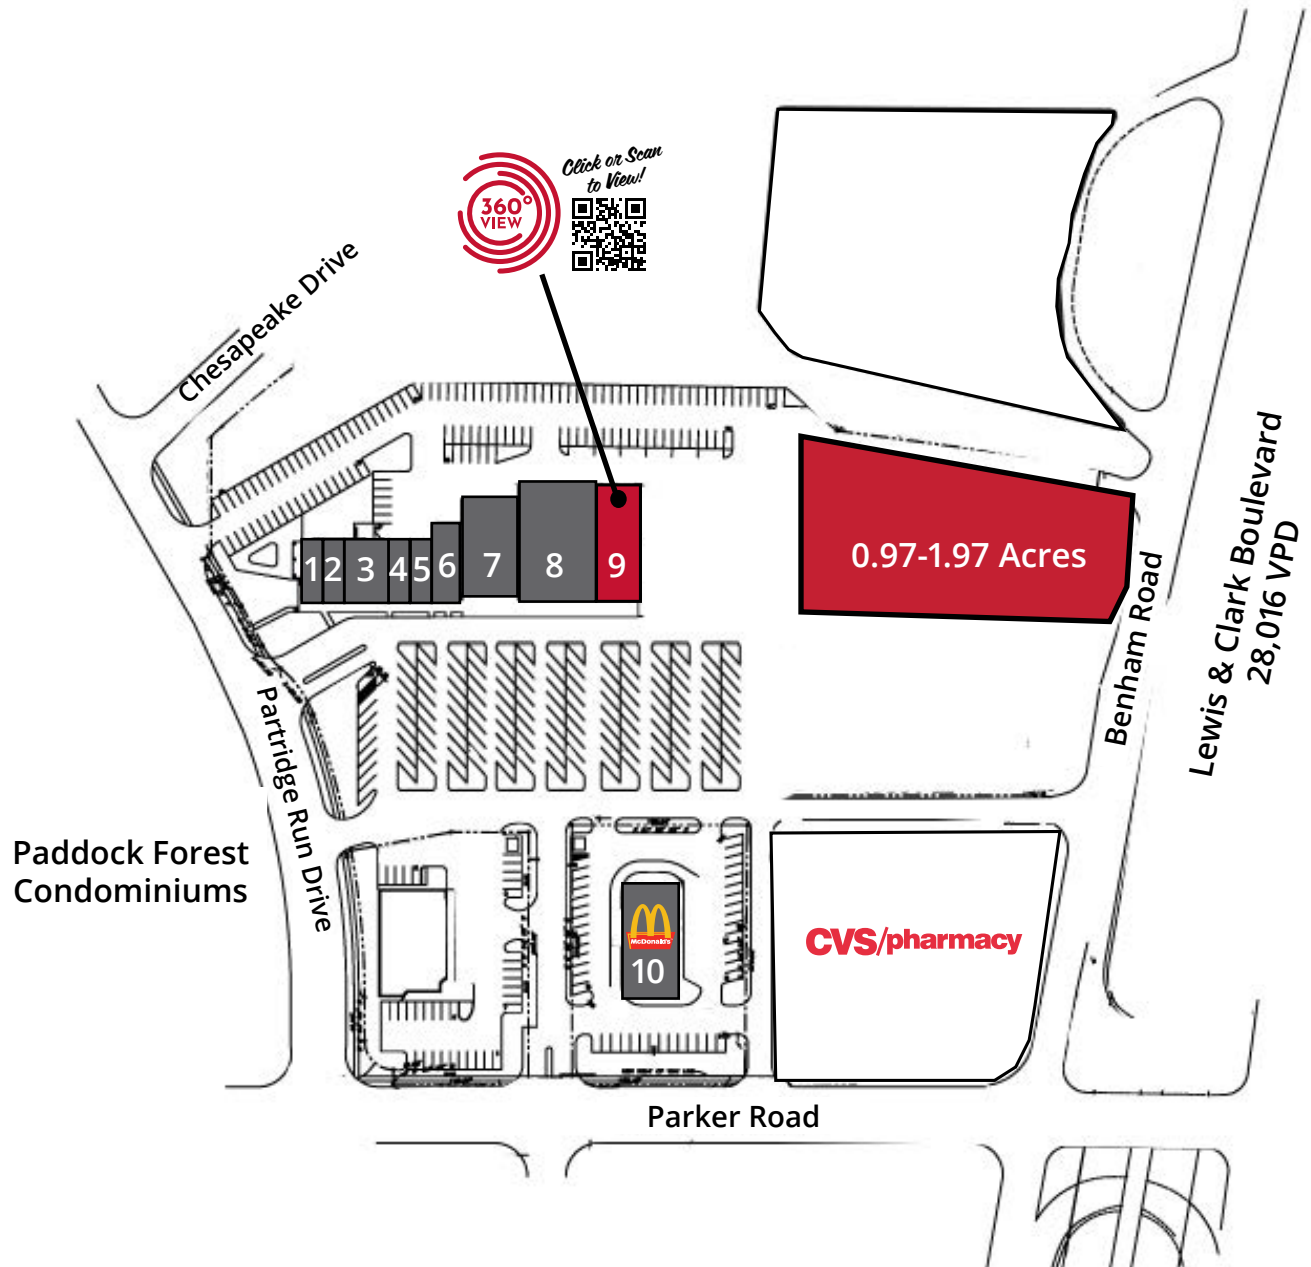 Click or Scan
to View!
360°
VIEW
Chesapeake Drive
1
2
3
4
5
6
7
8
9
0.97-1.97 Acres
Benham Road
Lewis & Clark Boulevard
28,016 VPD
Partridge Run Drive
Paddock Forest
Condominiums
McDonald's
10
CVS/pharmacy
Parker Road